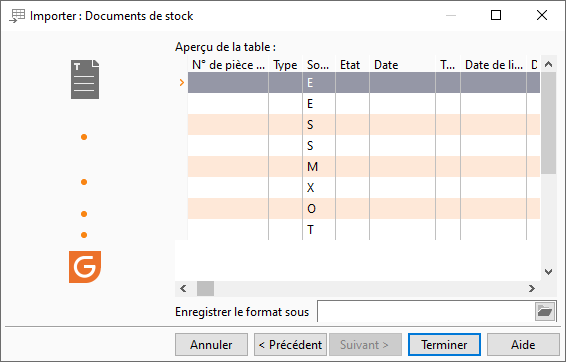 Importer : Documents de stock
Aperçu de la table :
N° de pièce ... Type So... Etat Date T... Date de li... D
E
E
S
S
M
X
O
T
Enregistrer le format sous
Annuler < Précédent Suivant > Terminer Aide